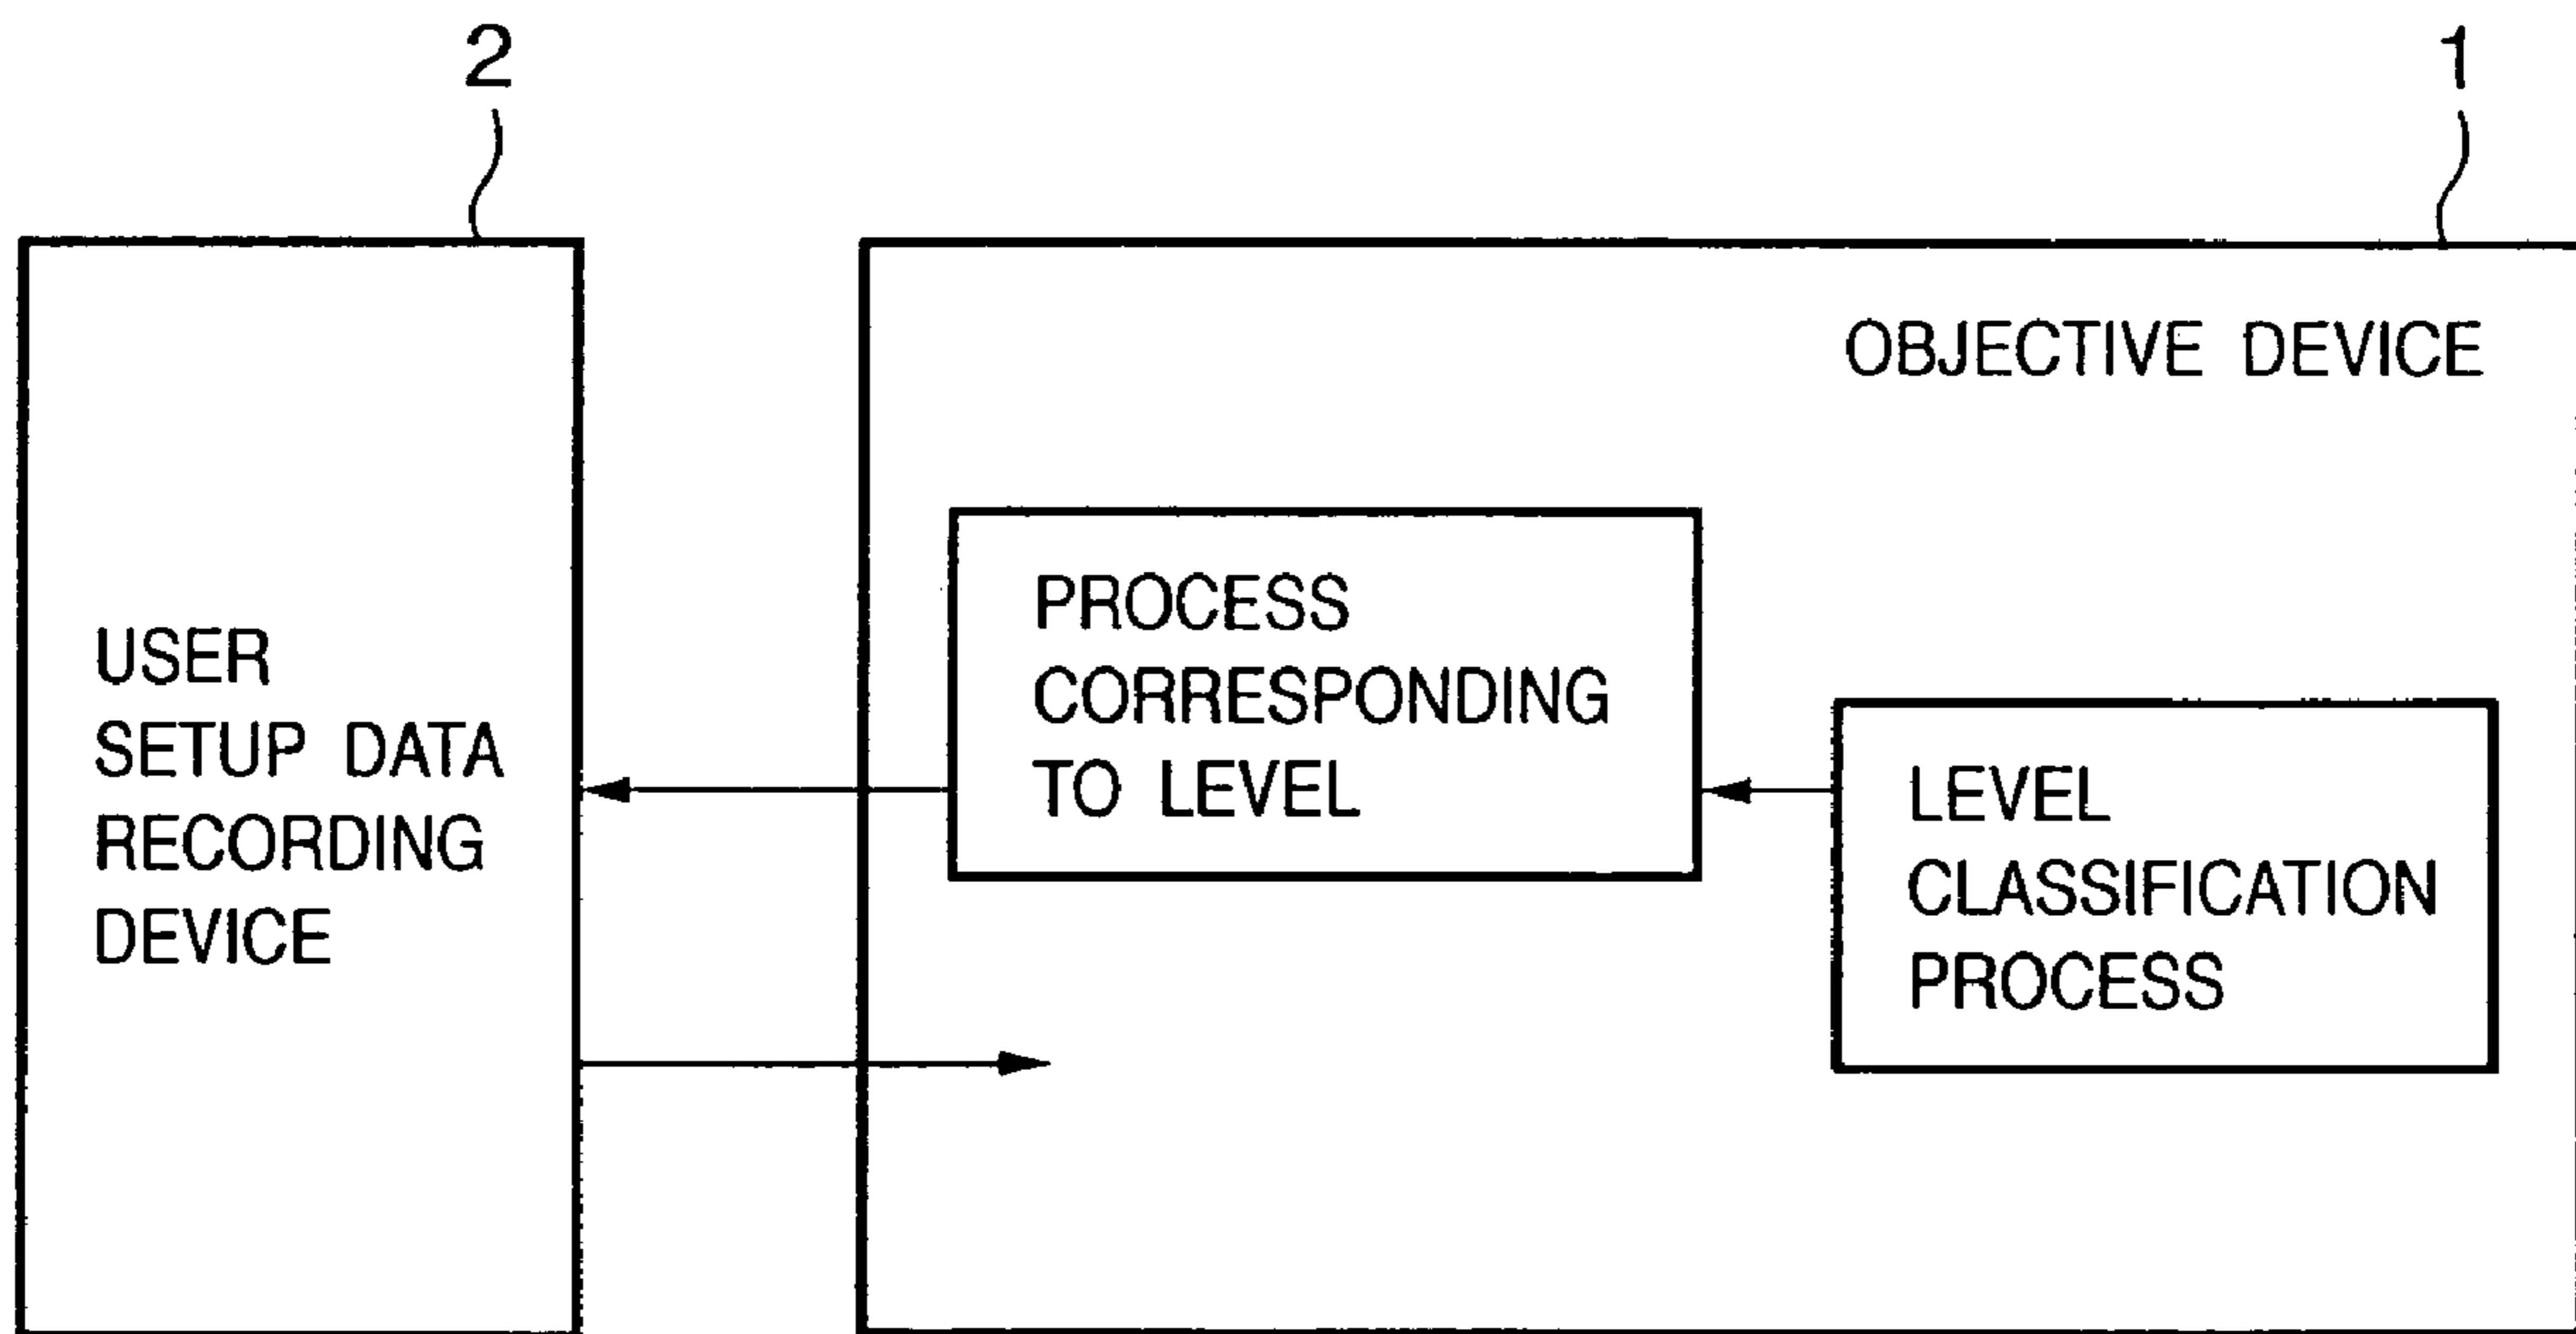 2
1
OBJECTIVE DEVICE
USER
SETUP DATA
RECORDING
DEVICE
PROCESS
CORRESPONDING
TO LEVEL
LEVEL
CLASSIFICATION
PROCESS